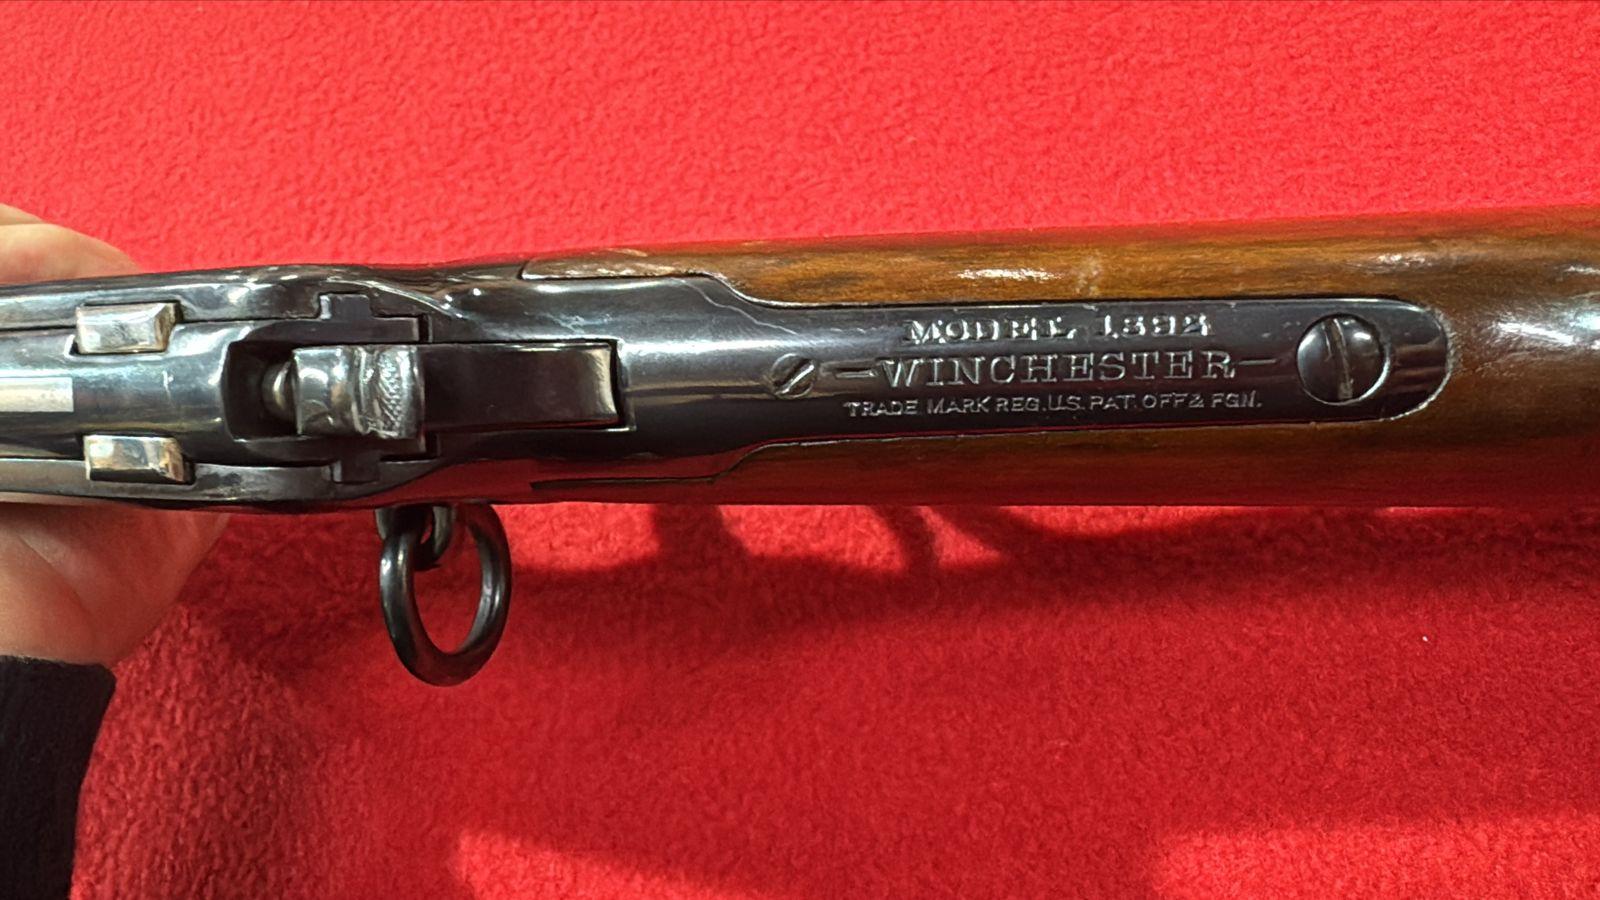 MODEL 1892
—WINCHESTER—
TRADE MARK REG. U.S. PAT. OFF & FGN.